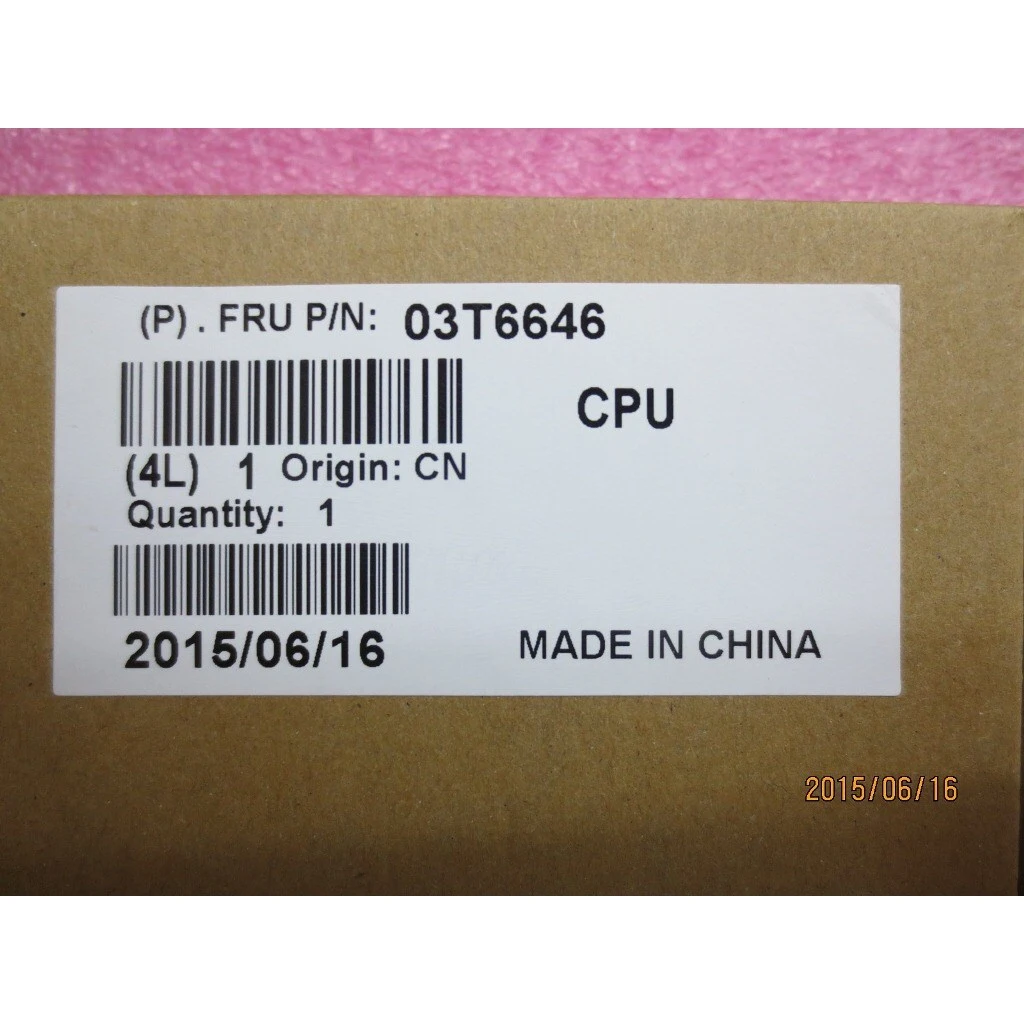 (P) . FRU P/N: 03T6646
CPU
(4L) 1 Origin: CN
Quantity: 1
2015/06/16
MADE IN CHINA
2015/06/16